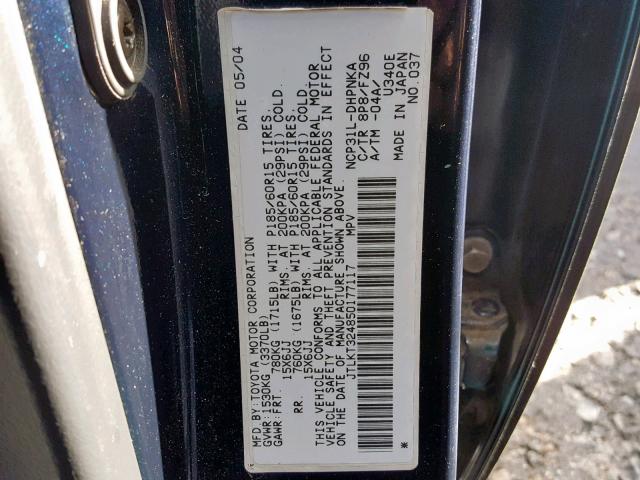 MFD.BY:TOYOTA MOTOR CORPORATION DATE 05/04
GVWR:1530KG (3370LB)
GAWR:FRT. 780KG (1715LB) WITH P185/60R15 TIRES.
15X6JJ RIMS. AT 200KPA (29PSI) COLD.
RR. 760KG (1675LB) WITH P185/60R15 TIRES.
15X6JJ RIMS. AT 200KPA (29PSI) COLD.
THIS VEHICLE CONFORMS TO ALL APPLICABLE FEDERAL MOTOR
VEHICLE SAFETY AND THEFT PREVENTION STANDARDS IN EFFECT
ON THE DATE OF MANUFACTURE SHOWN ABOVE.
JTLKT324850177117 MPV
NCP31L-DHPNKA
C/TR 8P8/FZ96
A/TM -04A/ U340E
MADE IN JAPAN
* NO.037